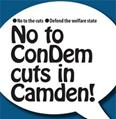 ● No to the cuts ● Defend the welfare state
No to
ConDem
cuts in
Camden!